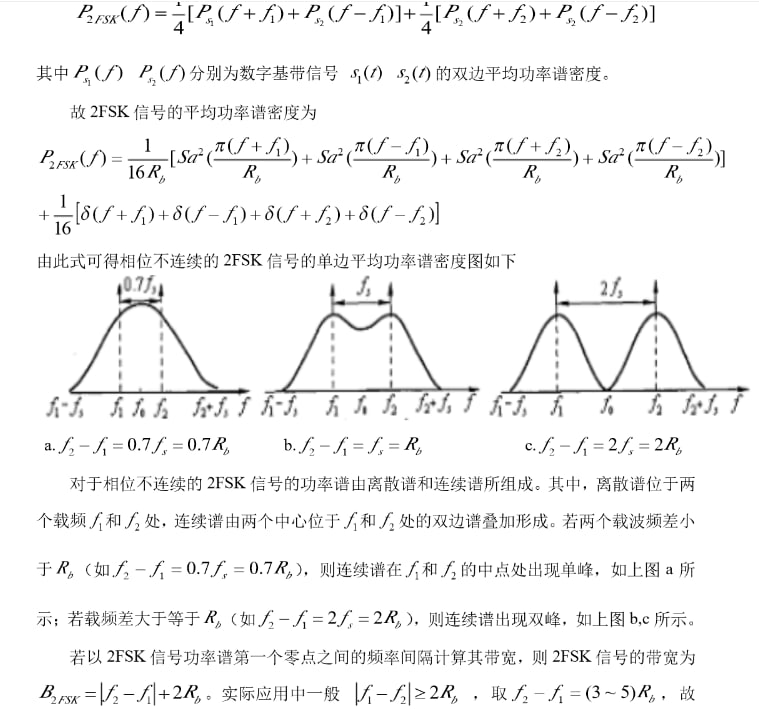 P_{2FSK}(f) = \frac{1}{4}[P_{s_1}(f+f_1)+P_{s_2}(f-f_1)]+\frac{1}{4}[P_{s_2}(f+f_2)+P_{s_2}(f-f_2)]
其中 P_{s_1}(f)  P_{s_2}(f) 分别为数字基带信号 s_1(t)  s_2(t) 的双边平均功率谱密度。
故 2FSK 信号的平均功率谱密度为
P_{2FSK}(f) = \frac{1}{16R_b}[Sa^2(\frac{\pi(f+f_1)}{R_b})+Sa^2(\frac{\pi(f-f_1)}{R_b})+Sa^2(\frac{\pi(f+f_2)}{R_b})+Sa^2(\frac{\pi(f-f_2)}{R_b})]
+\frac{1}{16}[\delta(f+f_1)+\delta(f-f_1)+\delta(f+f_2)+\delta(f-f_2)]
由此式可得相位不连续的 2FSK 信号的单边平均功率谱密度图如下
0.7f_s f_s 2f_s
f_1-f_s f_1 f_0 f_2 f_2+f_s f f_1-f_s f_1 f_0 f_2 f_2+f_s f f_1-f_s f_1 f_0 f_2 f_2+f_s f
a. f_2-f_1=0.7f_s=0.7R_b b. f_2-f_1=f_s=R_b c. f_2-f_1=2f_s=2R_b
对于相位不连续的 2FSK 信号的功率谱由离散谱和连续谱所组成。其中，离散谱位于两
个载频 f_1 和 f_2 处，连续谱由两个中心位于 f_1 和 f_2 处的双边谱叠加形成。若两个载波频差小
于 R_b（如 f_2-f_1=0.7f_s=0.7R_b），则连续谱在 f_1 和 f_2 的中点处出现单峰，如上图 a 所
示；若载频差大于等于 R_b（如 f_2-f_1=2f_s=2R_b），则连续谱出现双峰，如上图 b,c 所示。
若以 2FSK 信号功率谱第一个零点之间的频率间隔计算其带宽，则 2FSK 信号的带宽为
B_{2FSK}=|f_2-f_1|+2R_b。实际应用中一般 |f_1-f_2|≥2R_b ，取 f_2-f_1=(3~5)R_b，故